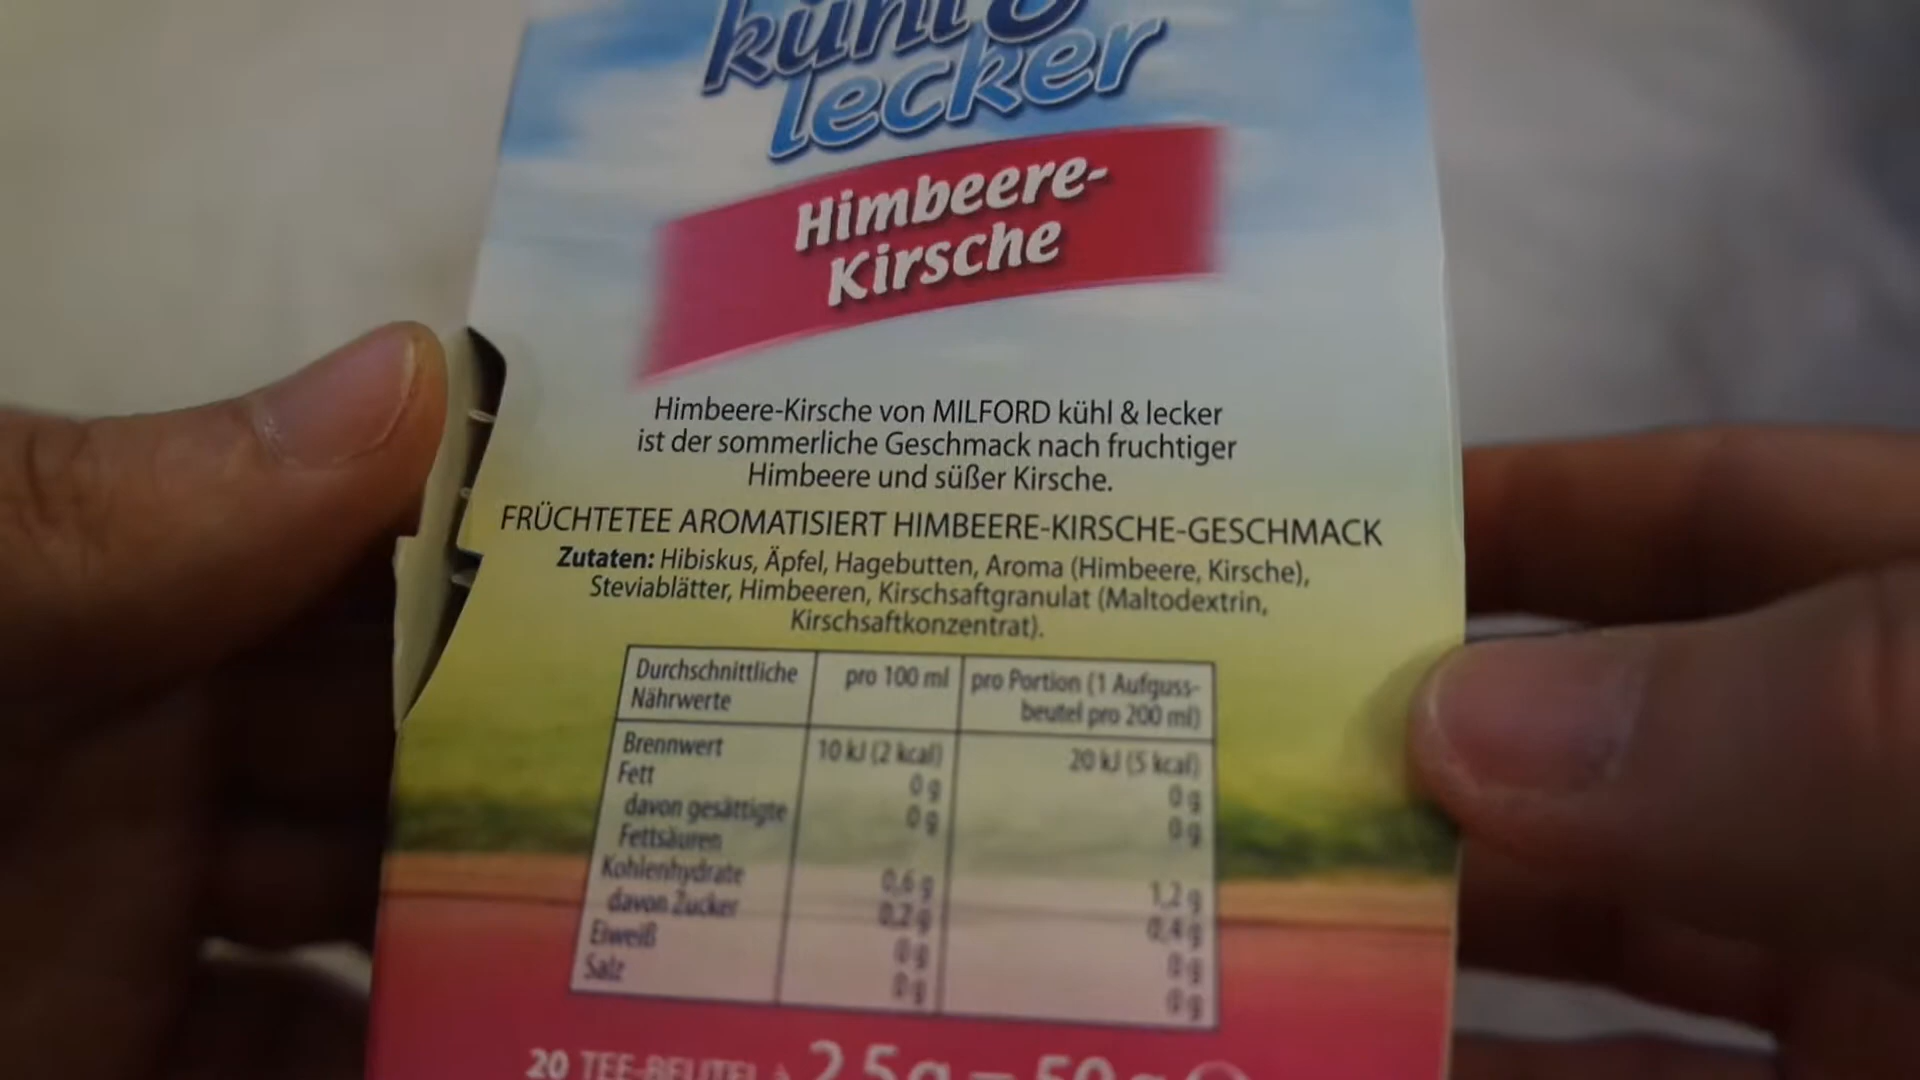 kühl &
lecker
Himbeere-
Kirsche
Himbeere-Kirsche von MILFORD kühl & lecker
ist der sommerliche Geschmack nach fruchtiger
Himbeere und süßer Kirsche.
FRÜCHTETEE AROMATISIERT HIMBEERE-KIRSCHE-GESCHMACK
Zutaten: Hibiskus, Äpfel, Hagebutten, Aroma (Himbeere, Kirsche),
Steviablätter, Himbeeren, Kirschsaftgranulat (Maltodextrin,
Kirschsaftkonzentrat).
Durchschnittliche pro 100 ml pro Portion (1 Aufguss-
Nährwerte beutel pro 200 ml)
Brennwert 10 kJ (2 kcal) 20 kJ (5 kcal)
Fett 0 g 0 g
davon gesättigte 0 g 0 g
Fettsäuren
Kohlenhydrate 0,6 g 1,2 g
davon Zucker 0,2 g 0,4 g
Eiweiß 0 g 0 g
Salz 0 g 0 g
20 TEE-BEUTEL à 2,5g = 50